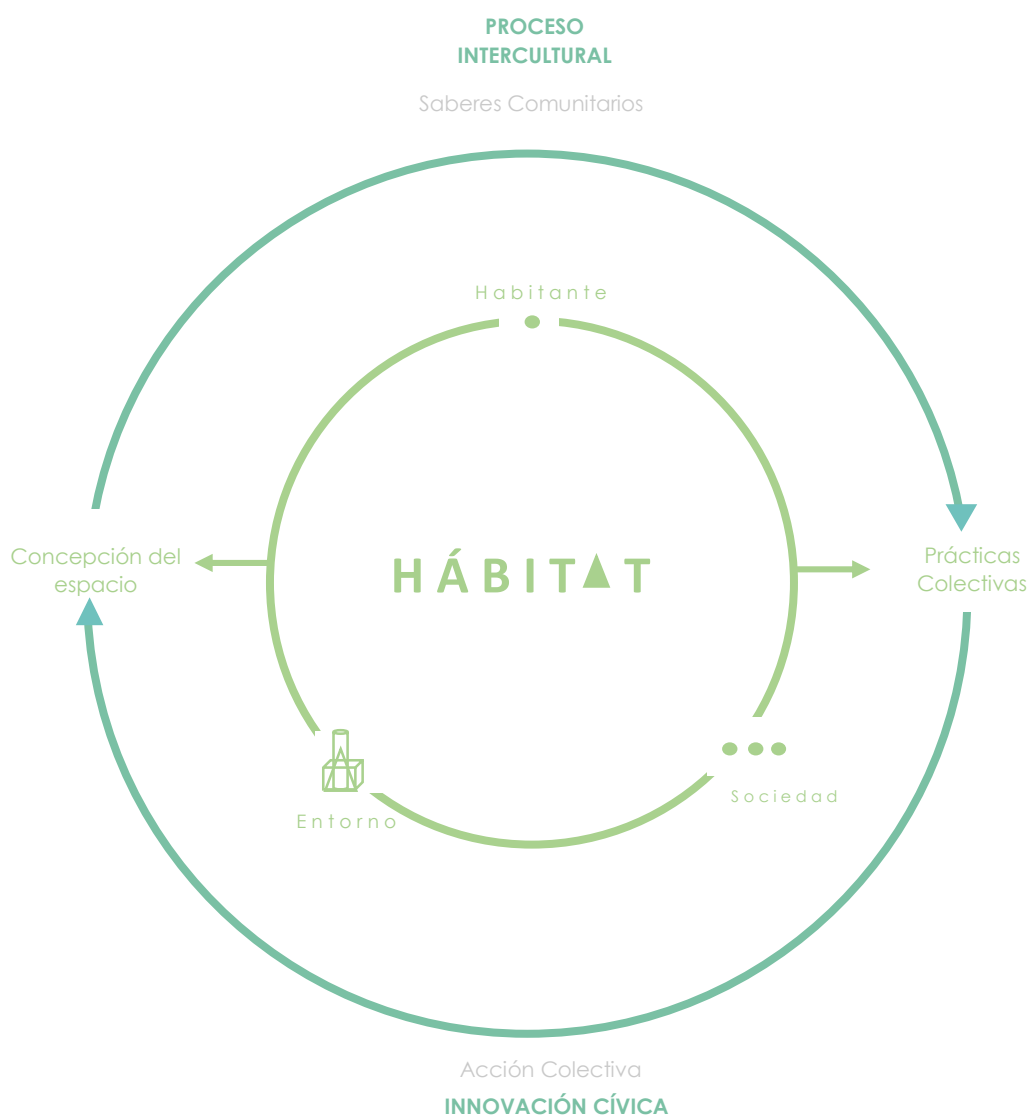 PROCESO
INTERCULTURAL
Saberes Comunitarios
Habitante
Concepción del
espacio
HÁBITAT
Prácticas
Colectivas
Sociedad
Entorno
Acción Colectiva
INNOVACIÓN CÍVICA